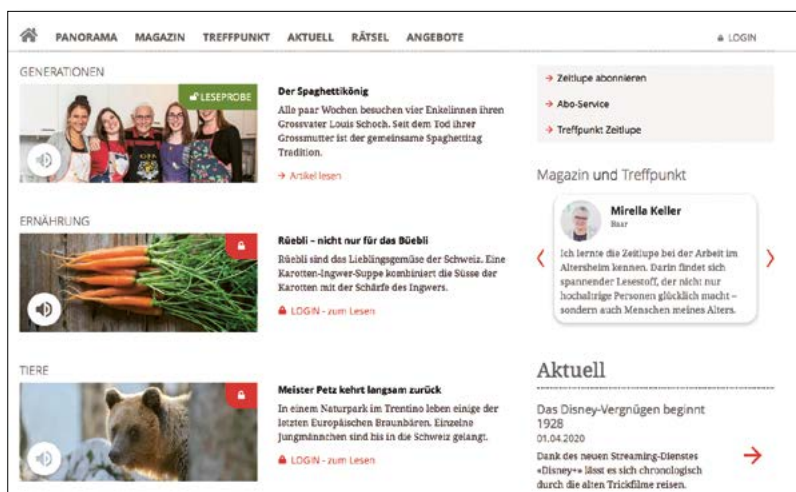 PANORAMA MAGAZIN TREFFPUNKT AKTUELL RÄTSEL ANGEBOTE LOGIN
GENERATIONEN
LESEPROBE
Der Spaghettikönig
Alle paar Wochen besuchen vier Enkelinnen ihren
Grossvater Louis Schoch. Seit dem Tod ihrer
Grossmutter ist der gemeinsame Spaghettitag
Tradition.
→ Artikel lesen
ERNÄHRUNG
Rüebli – nicht nur für das Büebli
Rüebli sind das Lieblingsgemüse der Schweiz. Eine
Karotten-Ingwer-Suppe kombiniert die Süsse der
Karotten mit der Schärfe des Ingwers.
LOGIN - zum Lesen
TIERE
Meister Petz kehrt langsam zurück
In einem Naturpark im Trentino leben einige der
letzten Europäischen Braunbären. Einzelne
Jungmännchen sind bis in die Schweiz gelangt.
LOGIN - zum Lesen
→ Zeitlupe abonnieren
→ Abo-Service
→ Treffpunkt Zeitlupe
Magazin und Treffpunkt
Mirella Keller
Baar
Ich lernte die Zeitlupe bei der Arbeit im
Altersheim kennen. Darin findet sich
spannender Lesestoff, der nicht nur
hochaltrige Personen glücklich macht –
sondern auch Menschen meines Alters.
Aktuell
Das Disney-Vergnügen beginnt
1928
01.04.2020
Dank des neuen Streaming-Dienstes
«Disney+» lässt es sich chronologisch
durch die alten Trickfilme reisen.